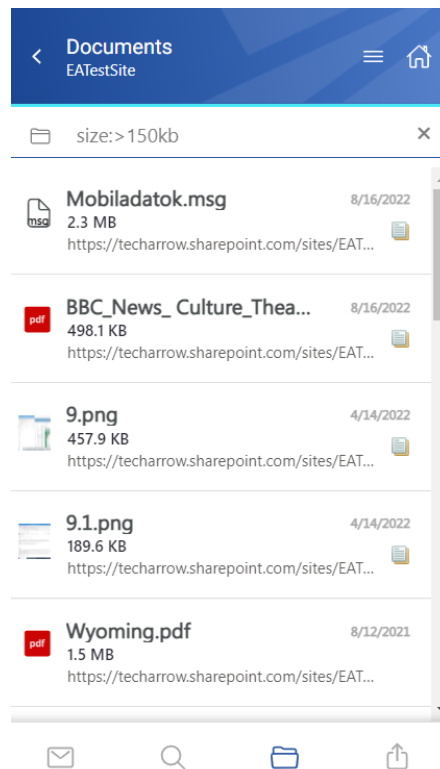 Documents
EATestSite
size:>150kb
Mobiladatok.msg 8/16/2022
msg 2.3 MB
https://techarrow.sharepoint.com/sites/EAT...
BBC_News_ Culture_Thea... 8/16/2022
pdf 498.1 KB
https://techarrow.sharepoint.com/sites/EAT...
9.png 4/14/2022
457.9 KB
https://techarrow.sharepoint.com/sites/EAT...
9.1.png 4/14/2022
189.6 KB
https://techarrow.sharepoint.com/sites/EAT...
Wyoming.pdf 8/12/2021
pdf 1.5 MB
https://techarrow.sharepoint.com/sites/EAT...